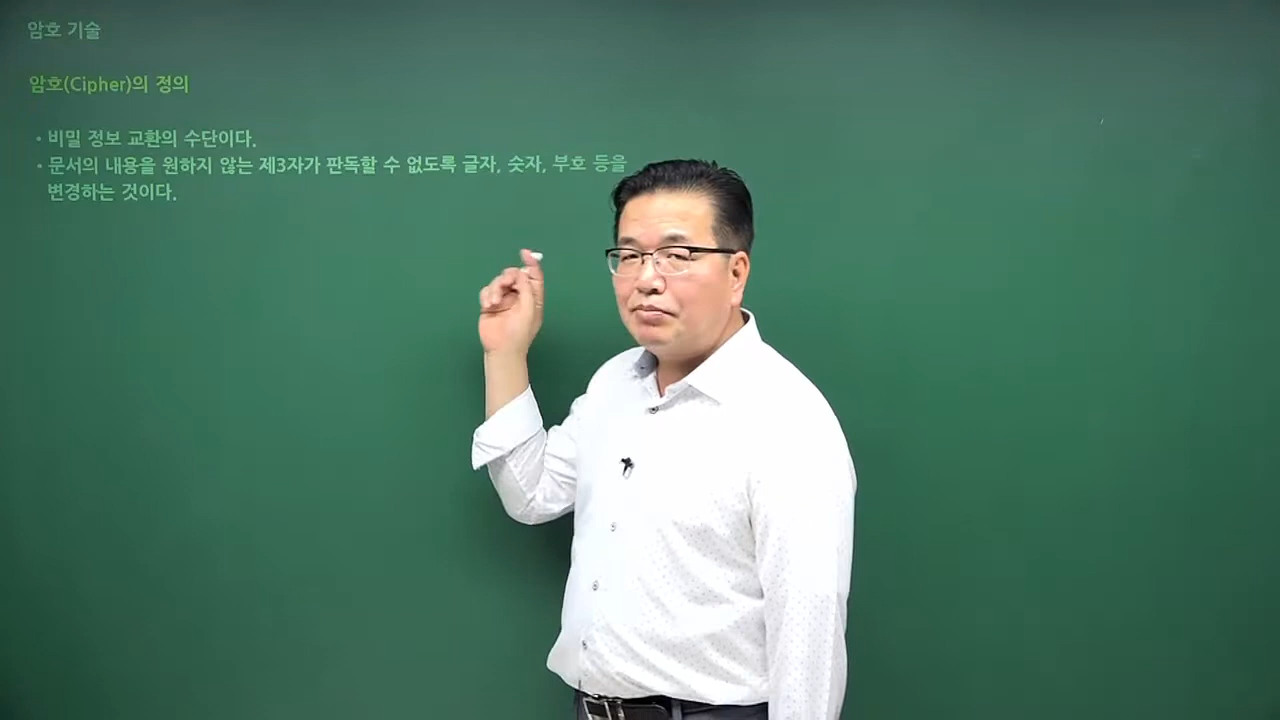 암호 기술
암호(Cipher)의 정의
• 비밀 정보 교환의 수단이다.
• 문서의 내용을 원하지 않는 제3자가 판독할 수 없도록 글자, 숫자, 부호 등을
변경하는 것이다.